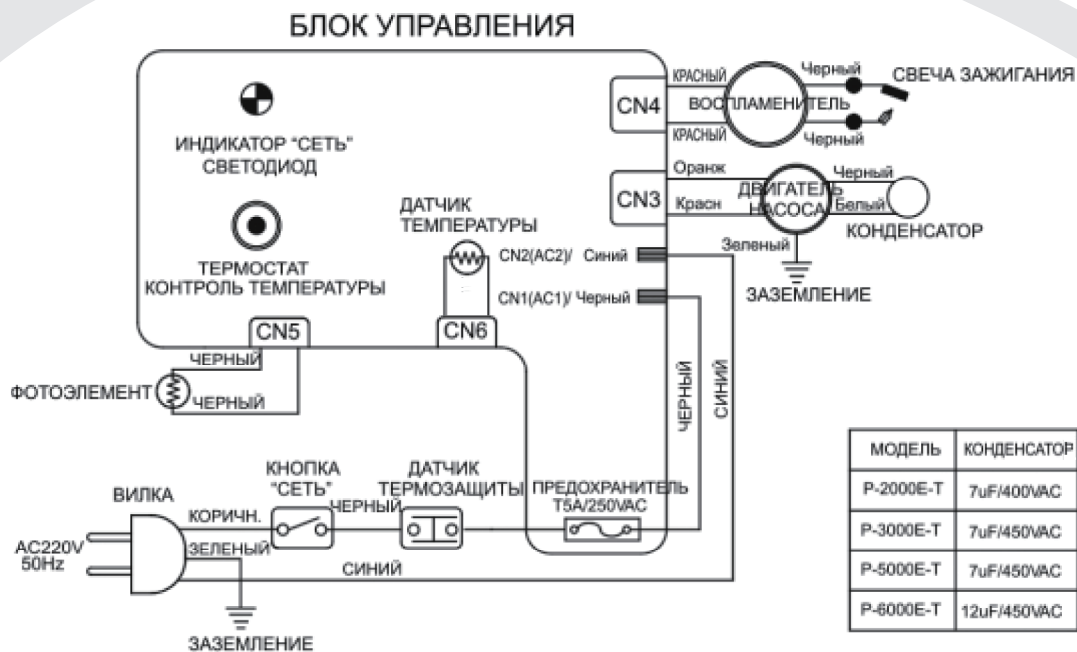 БЛОК УПРАВЛЕНИЯ
ИНДИКАТОР “СЕТЬ”
СВЕТОДИОД
ТЕРМОСТАТ
КОНТРОЛЬ ТЕМПЕРАТУРЫ
ДАТЧИК
ТЕМПЕРАТУРЫ
CN4
КРАСНЫЙ
КРАСНЫЙ
ВОСПЛАМЕНИТЕЛЬ
Черный
Черный
СВЕЧА ЗАЖИГАНИЯ
CN3
Оранж
Красн
ДВИГАТЕЛЬ
НАСОСА
Черный
Белый
КОНДЕНСАТОР
Зеленый
ЗАЗЕМЛЕНИЕ
CN2(AC2)/ Синий
CN1(AC1)/ Черный
CN5
CN6
ЧЕРНЫЙ
ЧЕРНЫЙ
ФОТОЭЛЕМЕНТ
ЧЕРНЫЙ
СИНИЙ
ВИЛКА
AC220V
50Hz
КОРИЧН.
ЗЕЛЕНЫЙ
СИНИЙ
ЗАЗЕМЛЕНИЕ
КНОПКА
“СЕТЬ”
ЧЕРНЫЙ
ДАТЧИК
ТЕРМОЗАЩИТЫ
ПРЕДОХРАНИТЕЛЬ
T5A/250VAC
МОДЕЛЬ КОНДЕНСАТОР
P-2000E-T 7uF/400VAC
P-3000E-T 7uF/450VAC
P-5000E-T 7uF/450VAC
P-6000E-T 12uF/450VAC